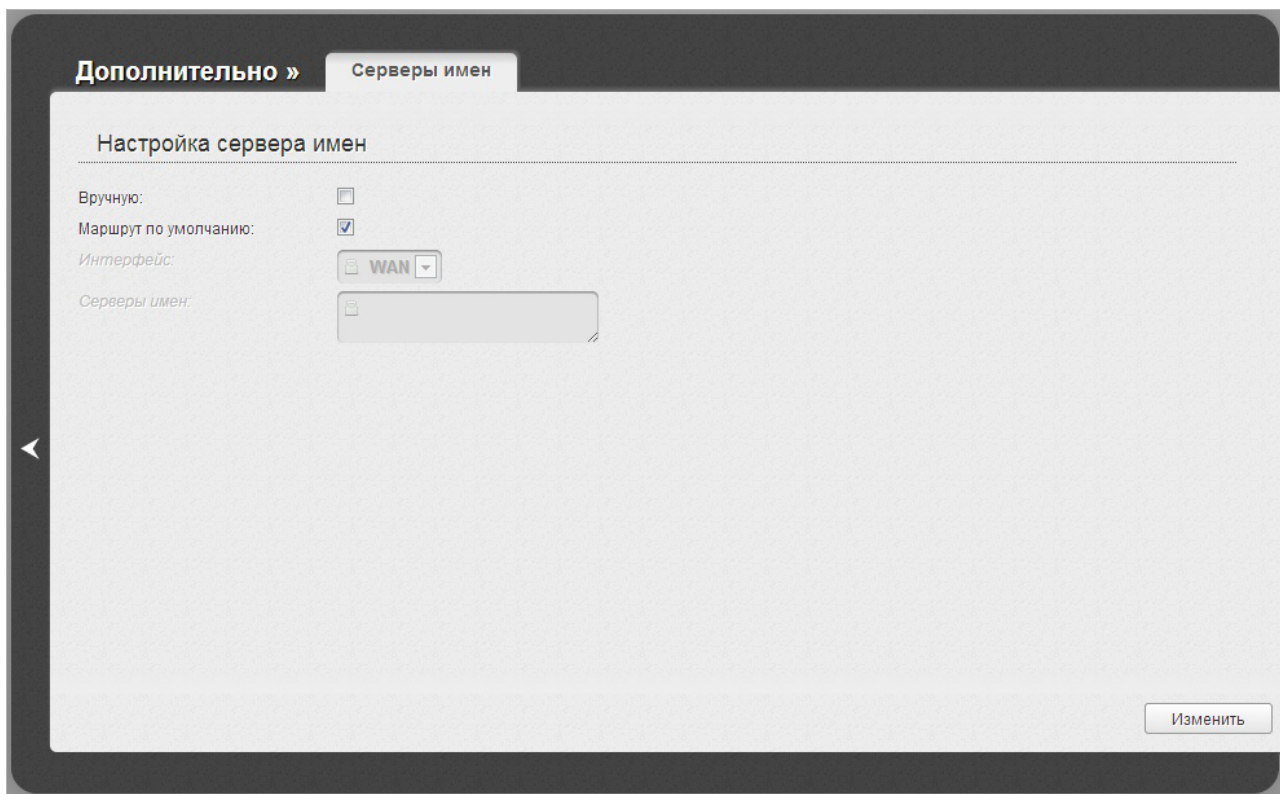 Дополнительно » Серверы имен
Настройка сервера имен
Вручную:
Маршрут по умолчанию:
Интерфейс: WAN
Серверы имен:
Изменить